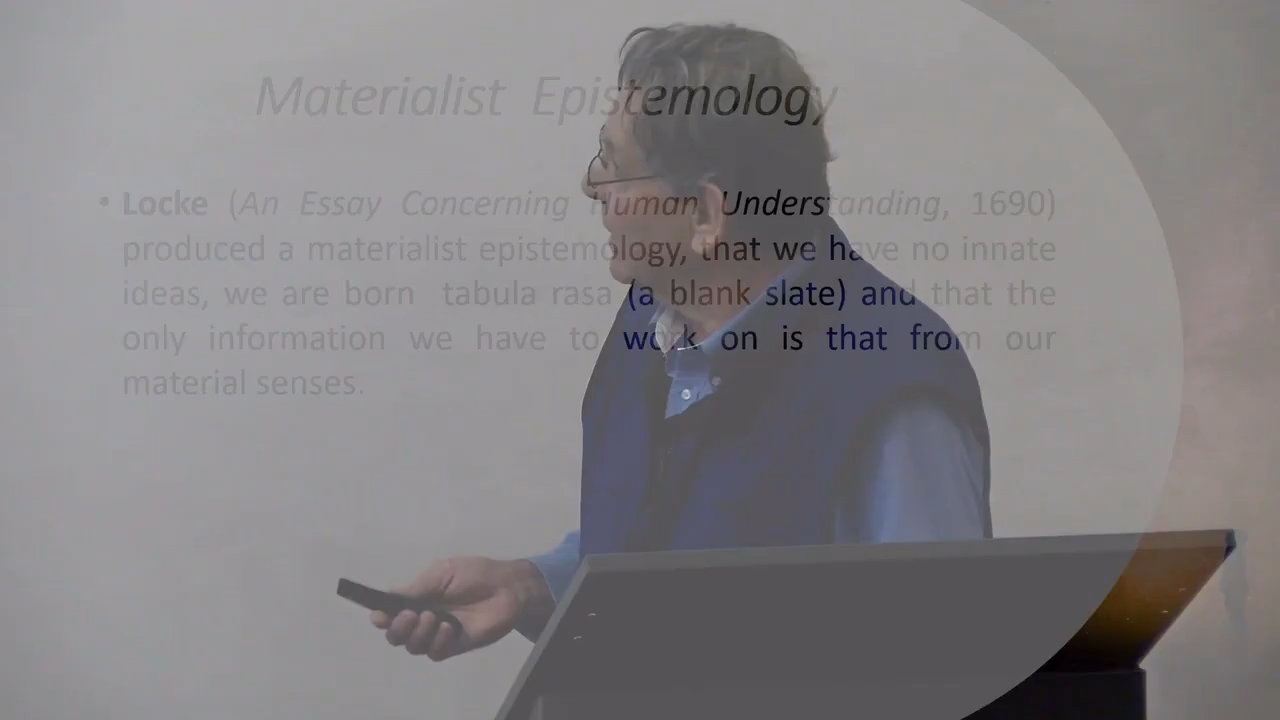 Materialist Epistemology
• Locke (An Essay Concerning Human Understanding, 1690)
produced a materialist epistemology, that we have no innate
ideas, we are born tabula rasa (a blank slate) and that the
only information we have to work on is that from our
material senses.